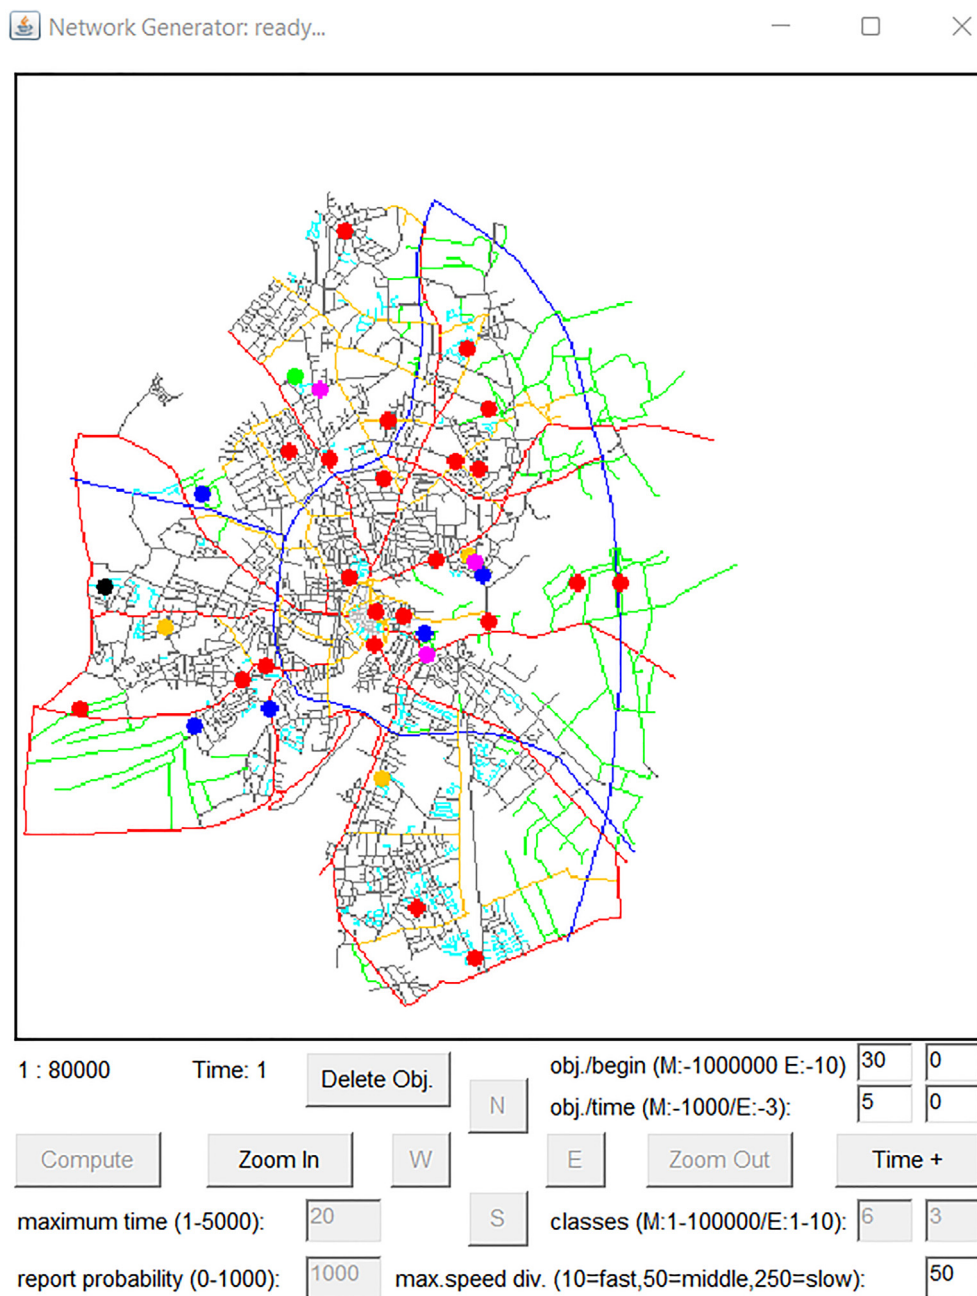 Network Generator: ready...
1 : 80000
Time: 1
Delete Obj.
N
obj./begin (M:-1000000 E:-10)
30
0
obj./time (M:-1000/E:-3):
5
0
Compute
Zoom In
W
E
Zoom Out
Time +
maximum time (1-5000):
20
S
classes (M:1-100000/E:1-10):
6
3
report probability (0-1000):
1000
max.speed div. (10=fast,50=middle,250=slow):
50